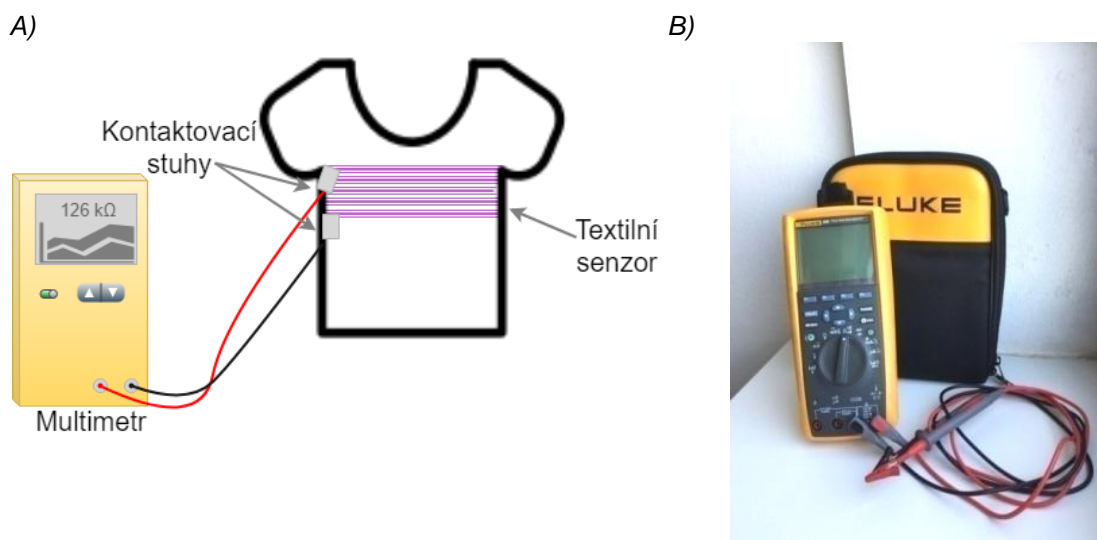 A)
B)
Kontaktovací
stuhy
126 kΩ
Textilní
senzor
Multimetr
FLUKE